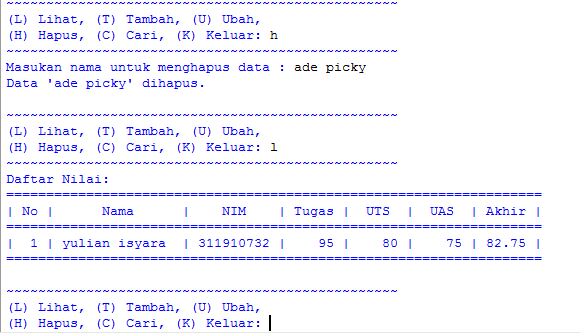 ~~~~~~~~~~~~~~~~~~~~~~~~~~~~~~~~~~~~~~~~~~~~~~~~~
(L) Lihat, (T) Tambah, (U) Ubah,
(H) Hapus, (C) Cari, (K) Keluar: h
~~~~~~~~~~~~~~~~~~~~~~~~~~~~~~~~~~~~~~~~~~~~~~~~~
Masukan nama untuk menghapus data : ade picky
Data 'ade picky' dihapus.
~~~~~~~~~~~~~~~~~~~~~~~~~~~~~~~~~~~~~~~~~~~~~~~~~
(L) Lihat, (T) Tambah, (U) Ubah,
(H) Hapus, (C) Cari, (K) Keluar: l
~~~~~~~~~~~~~~~~~~~~~~~~~~~~~~~~~~~~~~~~~~~~~~~~~
Daftar Nilai:
===================================================================
| No |      Nama      |    NIM    | Tugas |  UTS  |  UAS  | Akhir |
===================================================================
|  1 | yulian isyara  | 311910732 |    95 |    80 |    75 | 82.75 |
===================================================================
~~~~~~~~~~~~~~~~~~~~~~~~~~~~~~~~~~~~~~~~~~~~~~~~~
(L) Lihat, (T) Tambah, (U) Ubah,
(H) Hapus, (C) Cari, (K) Keluar: